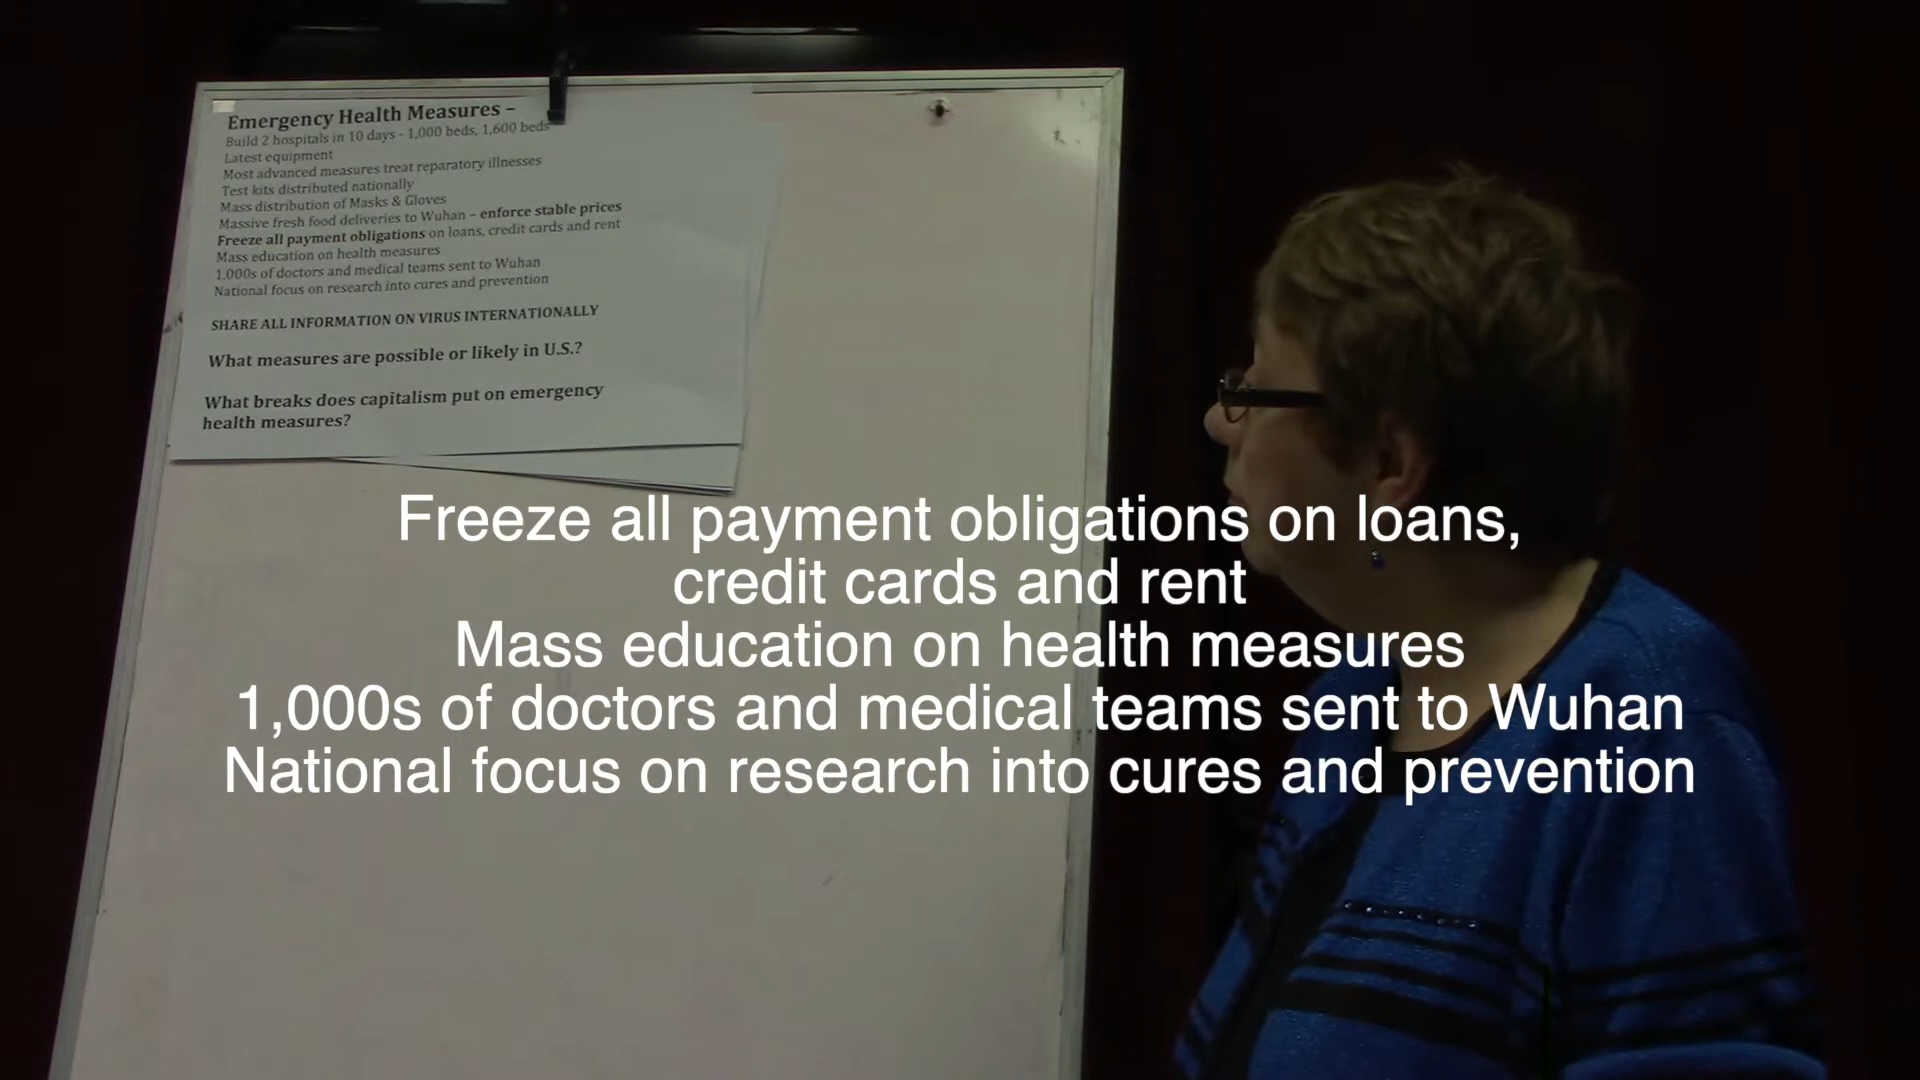 Emergency Health Measures –
Build 2 hospitals in 10 days - 1,000 beds, 1,600 beds
Latest equipment
Most advanced measures treat reparatory illnesses
Test kits distributed nationally
Mass distribution of Masks & Gloves
Massive fresh food deliveries to Wuhan – enforce stable prices
Freeze all payment obligations on loans, credit cards and rent
Mass education on health measures
1,000s of doctors and medical teams sent to Wuhan
National focus on research into cures and prevention
SHARE ALL INFORMATION ON VIRUS INTERNATIONALLY
What measures are possible or likely in U.S.?
What breaks does capitalism put on emergency
health measures?
Freeze all payment obligations on loans,
credit cards and rent
Mass education on health measures
1,000s of doctors and medical teams sent to Wuhan
National focus on research into cures and prevention